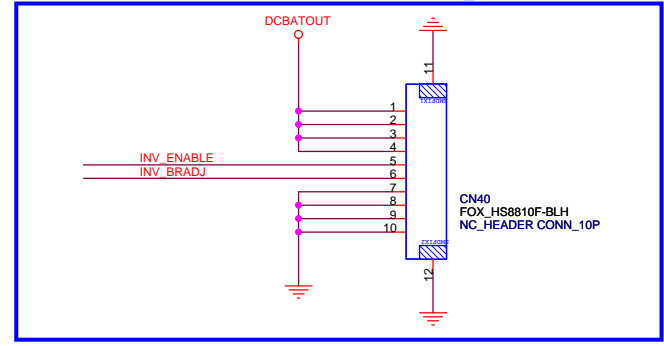 DCBATOUT
11
1
2
3
4
INV_ENABLE
5
INV_BRADJ
6
7
8
9
10
CN40
FOX_HS8810F-BLH
NC_HEADER CONN_10P
12